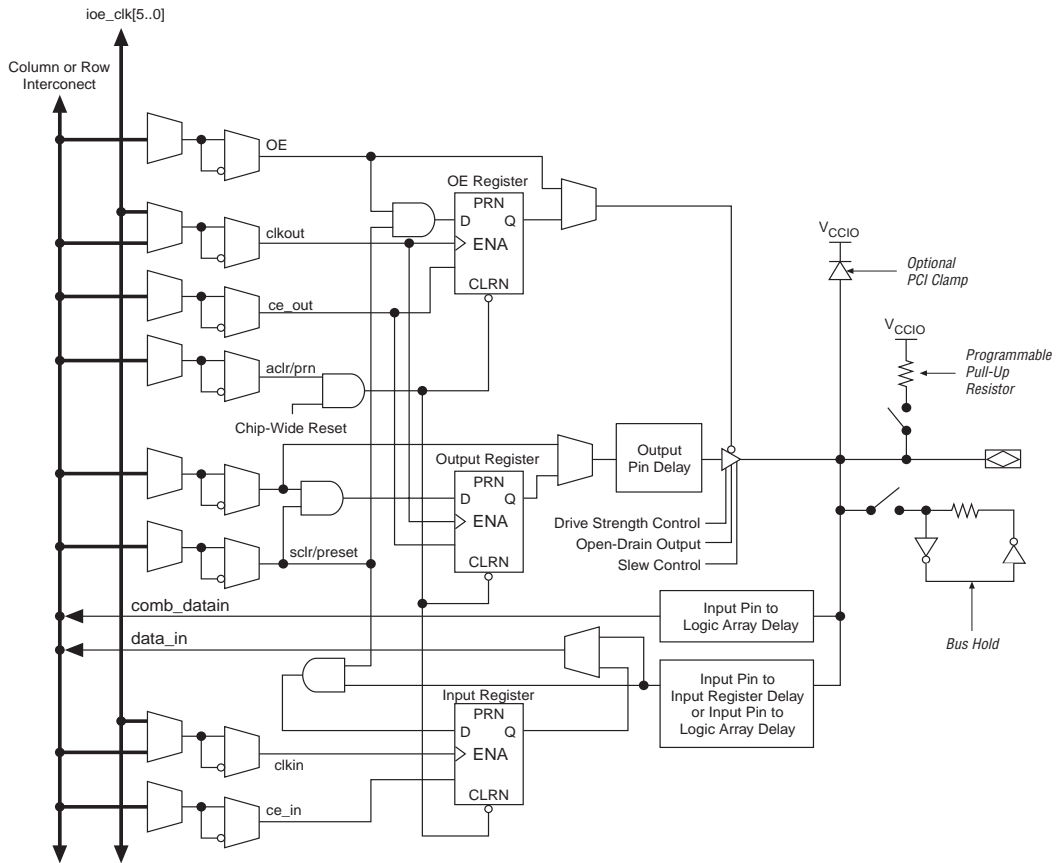 ioe_clk[5..0]
Column or Row
Interconect
OE
OE Register
PRN
D
Q
ENA
CLRN
clkout
ce_out
aclr/prn
Chip-Wide Reset
VCCIO
Optional
PCI Clamp
VCCIO
Programmable
Pull-Up
Resistor
Output Register
PRN
D
Q
ENA
CLRN
Output
Pin Delay
Drive Strength Control
Open-Drain Output
Slew Control
sclr/preset
comb_datain
data_in
Input Pin to
Logic Array Delay
Bus Hold
Input Pin to
Input Register Delay
or Input Pin to
Logic Array Delay
Input Register
PRN
D
Q
ENA
CLRN
clkin
ce_in